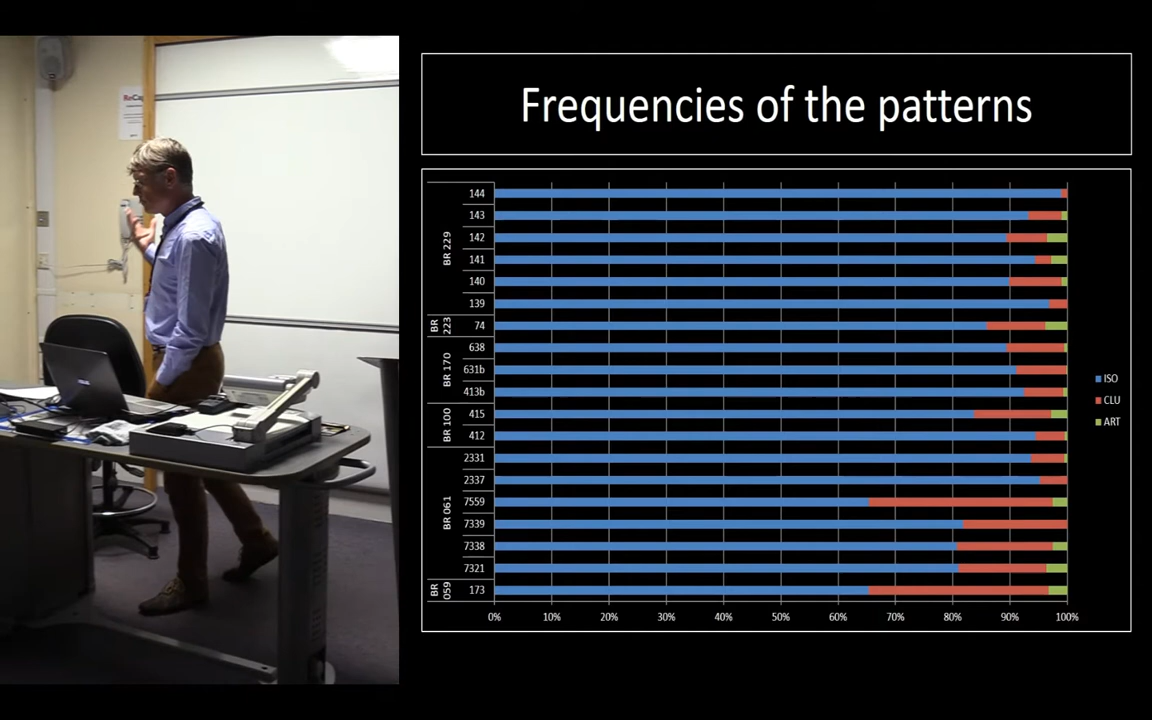 ReCap
Frequencies of the patterns
BR 229
144
143
142
141
140
139
BR 223
74
BR 170
638
631b
413b
BR 100
415
412
BR 061
2331
2337
7559
7339
7338
7321
BR 059
173
0% 10% 20% 30% 40% 50% 60% 70% 80% 90% 100%
ISO
CLU
ART